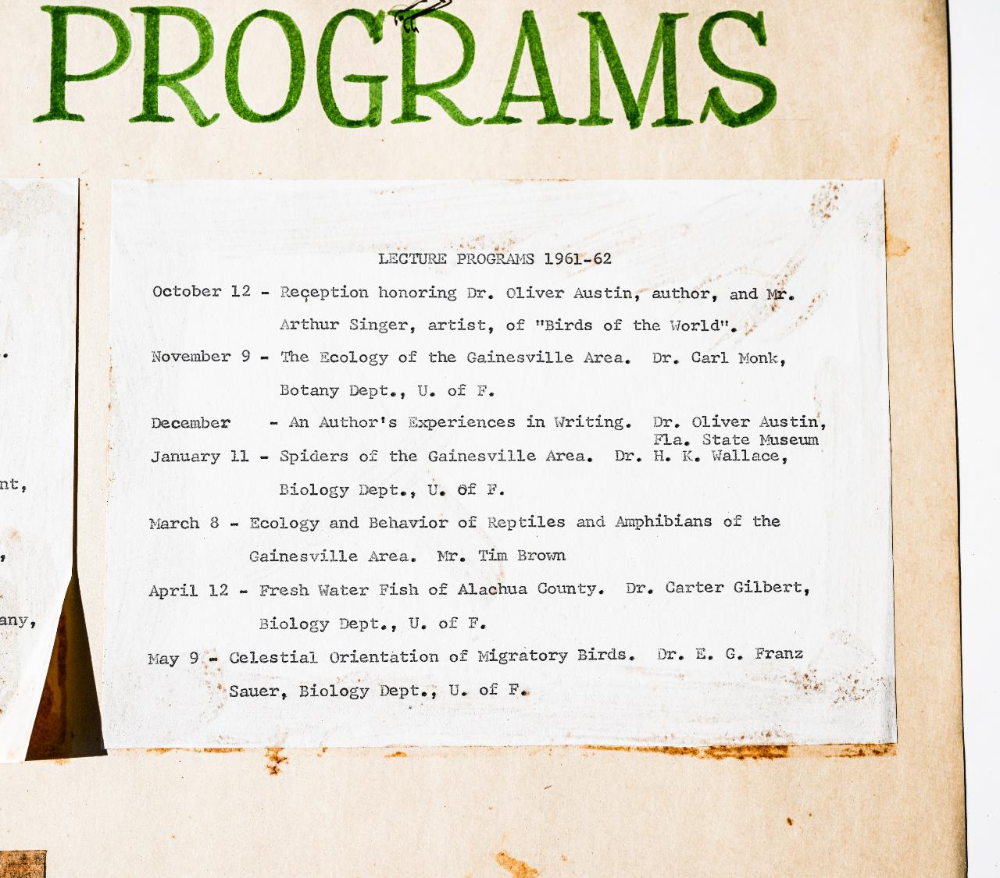 PROGRAMS
LECTURE PROGRAMS 1961-62
October 12 - Reception honoring Dr. Oliver Austin, author, and Mr.
Arthur Singer, artist, of "Birds of the World".
November 9 - The Ecology of the Gainesville Area. Dr. Carl Monk,
Botany Dept., U. of F.
December - An Author's Experiences in Writing. Dr. Oliver Austin,
Fla. State Museum
January 11 - Spiders of the Gainesville Area. Dr. H. K. Wallace,
Biology Dept., U. of F.
March 8 - Ecology and Behavior of Reptiles and Amphibians of the
Gainesville Area. Mr. Tim Brown
April 12 - Fresh Water Fish of Alachua County. Dr. Carter Gilbert,
Biology Dept., U. of F.
May 9 - Celestial Orientation of Migratory Birds. Dr. E. G. Franz
Sauer, Biology Dept., U. of F.